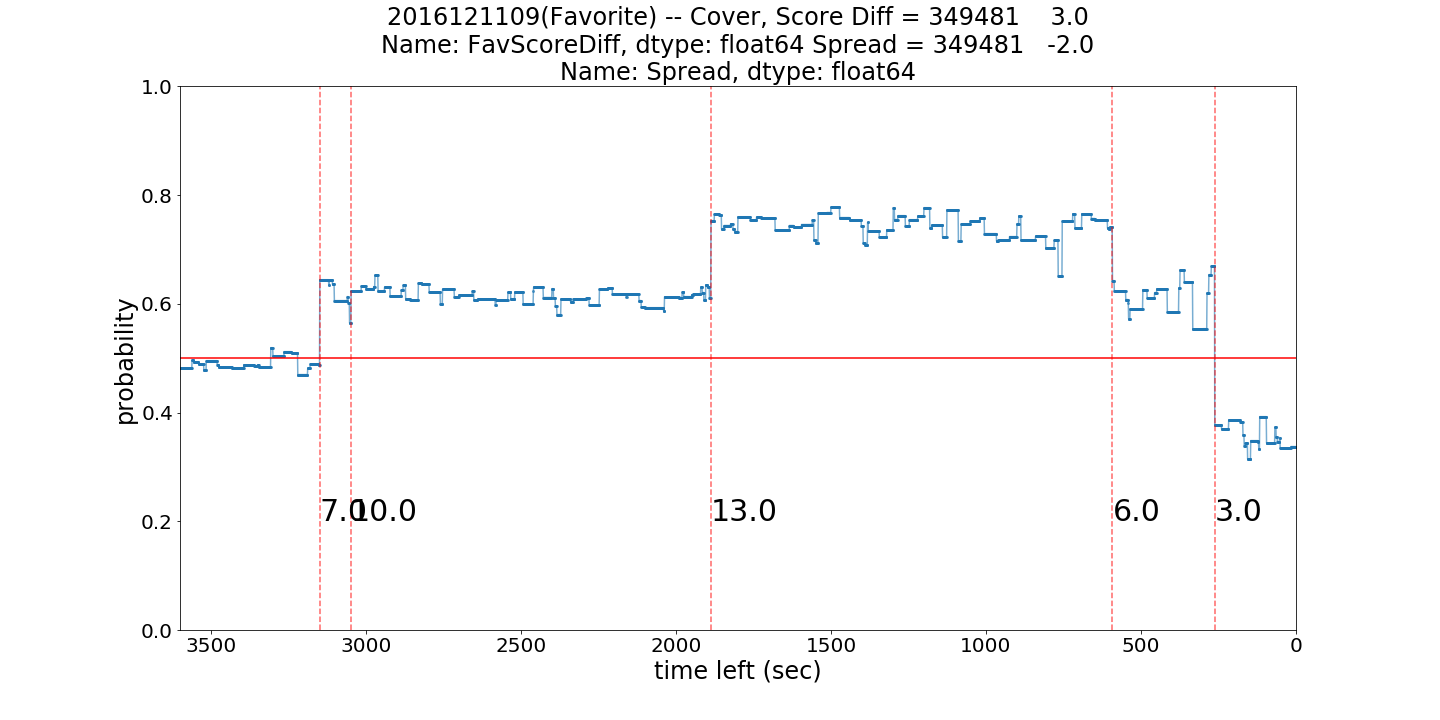 2016121109(Favorite) -- Cover, Score Diff = 349481    3.0
Name: FavScoreDiff, dtype: float64 Spread = 349481   -2.0
Name: Spread, dtype: float64
1.0
0.8
0.6
0.4
0.2
0.0
probability
7.0
10.0
13.0
6.0
3.0
3500 3000 2500 2000 1500 1000 500 0
time left (sec)